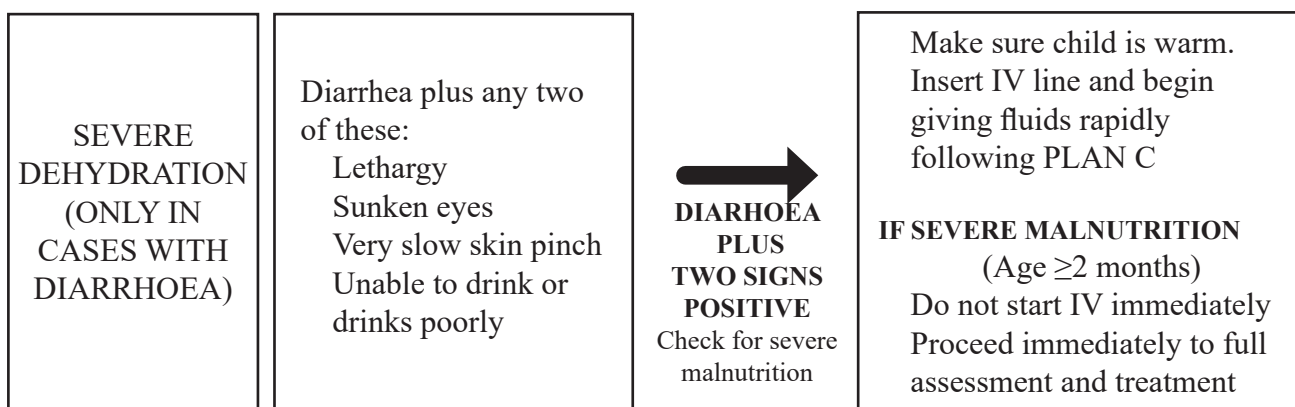 SEVERE
DEHYDRATION
(ONLY IN
CASES WITH
DIARRHOEA)
Diarrhea plus any two
of these:
Lethargy
Sunken eyes
Very slow skin pinch
Unable to drink or
drinks poorly
DIARHOEA
PLUS
TWO SIGNS
POSITIVE
Check for severe
malnutrition
Make sure child is warm.
Insert IV line and begin
giving fluids rapidly
following PLAN C
IF SEVERE MALNUTRITION
(Age ≥2 months)
Do not start IV immediately
Proceed immediately to full
assessment and treatment